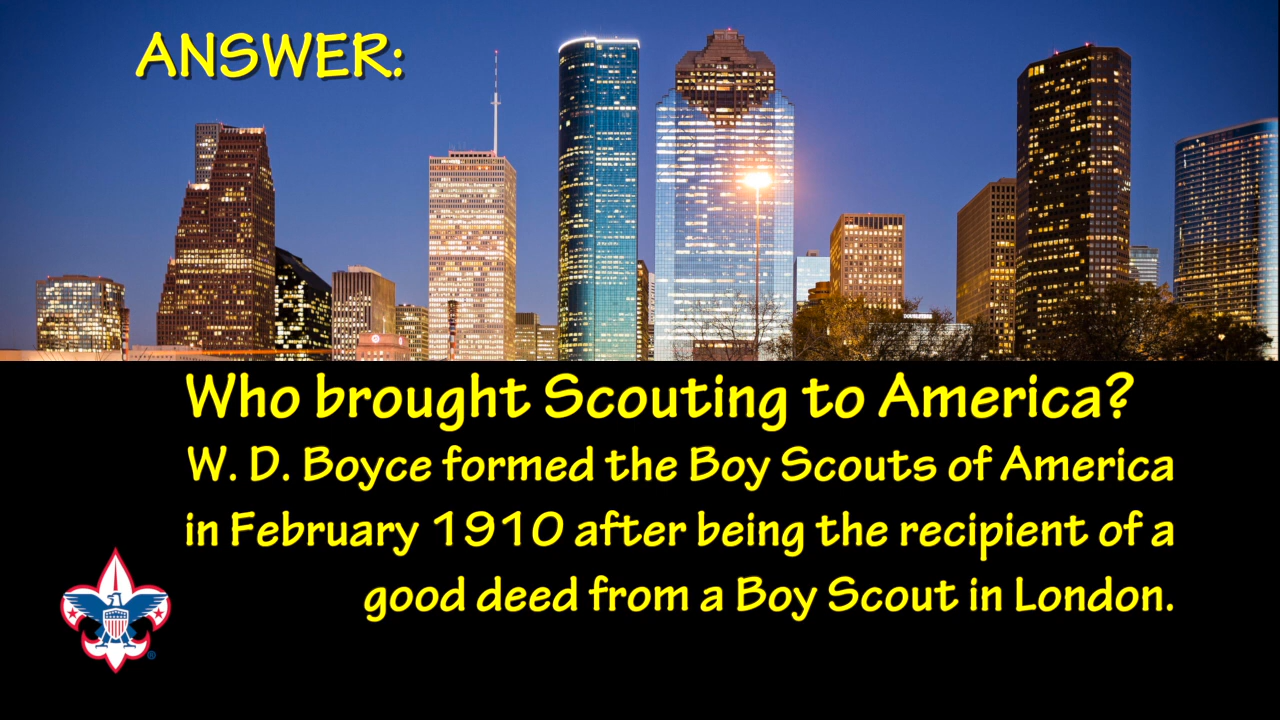 ANSWER:
Who brought Scouting to America?
W. D. Boyce formed the Boy Scouts of America
in February 1910 after being the recipient of a
good deed from a Boy Scout in London.